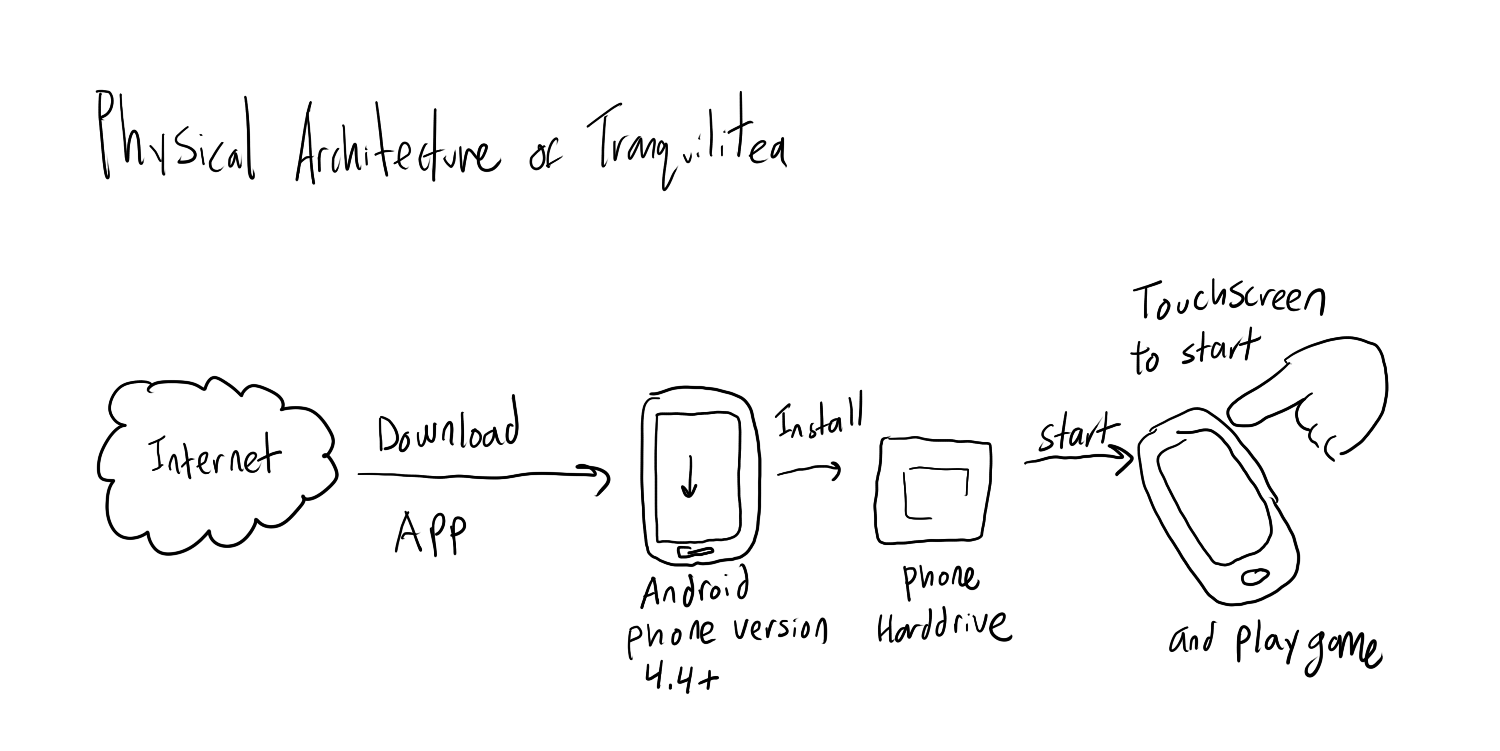 Physical Architecture of Tranquilitea
Internet
Download
App
Android
phone version
4.4+
Install
phone
Harddrive
start
Touchscreen
to start
and play game